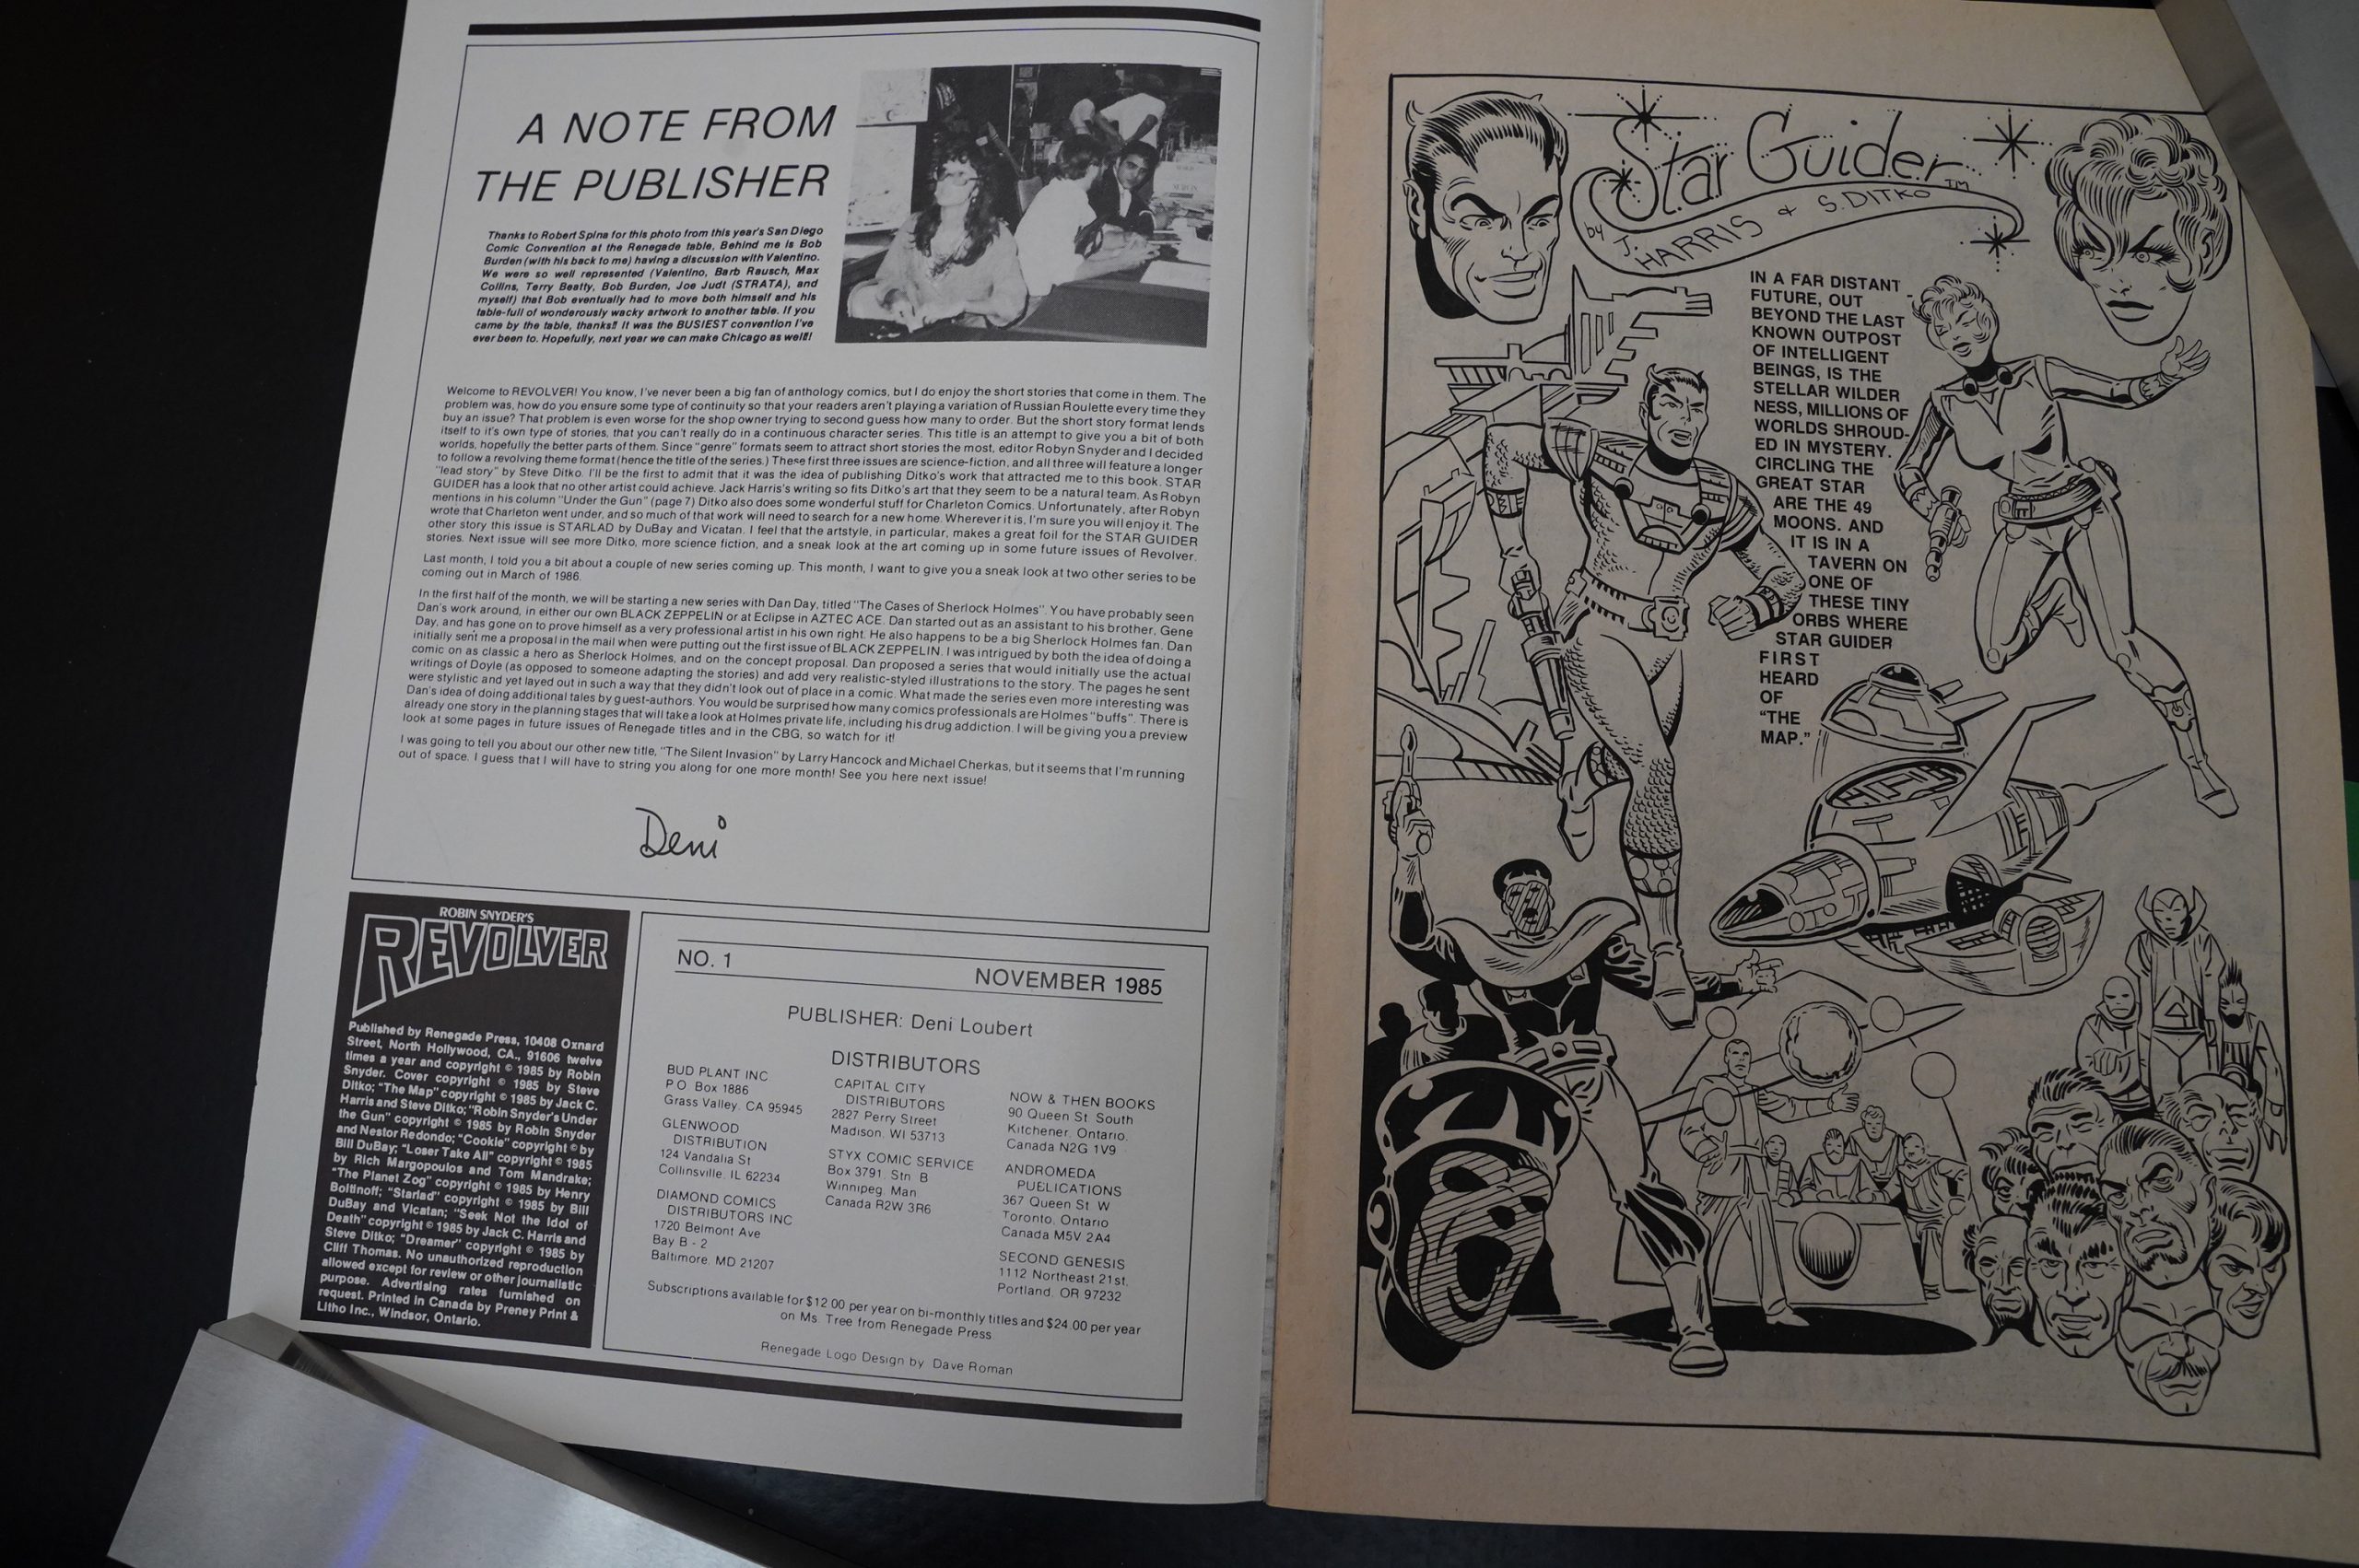 A NOTE FROM
THE PUBLISHER
Thanks to Robert Spina for this photo from this year's San Diego
Comic Convention at the Renegade table, Behind me is Bob
Burden (with his back to me) having a discussion with Valentino.
We were so well represented (Valentino, Barb Rausch, Max
Collins, Terry Beatty, Bob Burden, Joe Judt (STRATA), and
myself) that Bob eventually had to move both himself and his
table-full of wonderously wacky artwork to another table. If you
came by the table, thanks!! It was the BUSIEST convention I've
ever been to. Hopefully, next year we can make Chicago as well!!
Welcome to REVOLVER! You know, I've never been a big fan of anthology comics, but I do enjoy the short stories that come in them. The
problem was, how do you ensure some type of continuity so that your readers aren't playing a variation of Russian Roulette every time they
buy an issue? That problem is even worse for the shop owner trying to second guess how many to order. But the short story format lends
itself to it's own type of stories, that you can't really do in a continuous character series. This title is an attempt to give you a bit of both
worlds, hopefully the better parts of them. Since "genre" formats seem to attract short stories the most, editor Robyn Snyder and I decided
to follow a revolving theme format (hence the title of the series.) These first three issues are science-fiction, and all three will feature a longer
"lead story" by Steve Ditko. I'll be the first to admit that it was the idea of publishing Ditko's work that attracted me to this book. STAR
GUIDER has a look that no other artist could achieve. Jack Harris's writing so fits Ditko's art that they seem to be a natural team. As Robyn
mentions in his column "Under the Gun" (page 7) Ditko also does some wonderful stuff for Charleton Comics. Unfortunately, after Robyn
wrote that Charleton went under, and so much of that work will need to search for a new home. Wherever it is, I'm sure you will enjoy it. The
other story this issue is STARLAD by DuBay and Vicatan. I feel that the artstyle, in particular, makes a great foil for the STAR GUIDER
stories. Next issue will see more Ditko, more science fiction, and a sneak look at the art coming up in some future issues of Revolver.
Last month, I told you a bit about a couple of new series coming up. This month, I want to give you a sneak look at two other series to be
coming out in March of 1986.
In the first half of the month, we will be starting a new series with Dan Day, titled "The Cases of Sherlock Holmes". You have probably seen
Dan's work around, in either our own BLACK ZEPPELIN or at Eclipse in AZTEC ACE. Dan started out as an assistant to his brother, Gene
Day, and has gone on to prove himself as a very professional artist in his own right. He also happens to be a big Sherlock Holmes fan. Dan
initially sent me a proposal in the mail when were putting out the first issue of BLACK ZEPPELIN. I was intrigued by both the idea of doing a
comic on as classic a hero as Sherlock Holmes, and on the concept proposal. Dan proposed a series that would initially use the actual
writings of Doyle (as opposed to someone adapting the stories) and add very realistic-styled illustrations to the story. The pages he sent
were stylistic and yet layed out in such a way that they didn't look out of place in a comic. What made the series even more interesting was
Dan's idea of doing additional tales by guest-authors. You would be surprised how many comics professionals are Holmes "buffs". There is
already one story in the planning stages that will take a look at Holmes private life, including his drug addiction. I will be giving you a preview
look at some pages in future issues of Renegade titles and in the CBG, so watch for it!
I was going to tell you about our other new title, "The Silent Invasion" by Larry Hancock and Michael Cherkas, but it seems that I'm running
out of space. I guess that I will have to string you along for one more month! See you here next issue!
Deni
ROBIN SNYDER'S
REVOLVER
Published by Renegade Press, 10408 Oxnard
Street, North Hollywood, CA., 91606 twelve
times a year and copyright © 1985 by Robin
Snyder. Cover copyright © 1985 by Steve
Ditko; "The Map" copyright © 1985 by Jack C.
Harris and Steve Ditko; "Robin Snyder's Under
the Gun" copyright © 1985 by Robin Snyder
and Nestor Redondo; "Cookie" copyright © by
Bill DuBay; "Loser Take All" copyright © 1985
by Rich Margopoulos and Tom Mandrake;
"The Planet Zog" copyright © 1985 by Henry
Boltinoff; "Starlad" copyright © 1985 by Bill
DuBay and Vicatan; "Seek Not the Idol of
Death" copyright © 1985 by Jack C. Harris and
Steve Ditko; "Dreamer" copyright © 1985 by
Cliff Thomas. No unauthorized reproduction
allowed except for review or other journalistic
purpose. Advertising rates furnished on
request. Printed in Canada by Preney Print &
Litho Inc., Windsor, Ontario.
NO. 1
NOVEMBER 1985
PUBLISHER: Deni Loubert
DISTRIBUTORS
BUD PLANT INC
P O Box 1886
Grass Valley, CA 95945
GLENWOOD
DISTRIBUTION
124 Vandalia St
Collinsville, IL 62234
DIAMOND COMICS
DISTRIBUTORS INC
1720 Belmont Ave
Bay B - 2
Baltimore, MD 21207
CAPITAL CITY
DISTRIBUTORS
2827 Perry Street
Madison, WI 53713
STYX COMIC SERVICE
Box 3791, Stn. B
Winnipeg, Man
Canada R2W 3R6
NOW & THEN BOOKS
90 Queen St South
Kitchener, Ontario,
Canada N2G 1V9
ANDROMEDA
PUBLICATIONS
367 Queen St W
Toronto, Ontario
Canada M5V 2A4
SECOND GENESIS
1112 Northeast 21st,
Portland, OR 97232
Subscriptions available for $12.00 per year on bi-monthly titles and $24.00 per year
on Ms. Tree from Renegade Press
Renegade Logo Design by Dave Roman
Star Guider TM
by J. HARRIS & S. DITKO
IN A FAR DISTANT
FUTURE, OUT
BEYOND THE LAST
KNOWN OUTPOST
OF INTELLIGENT
BEINGS, IS THE
STELLAR WILDER
NESS, MILLIONS OF
WORLDS SHROUD-
ED IN MYSTERY.
CIRCLING THE
GREAT STAR
ARE THE 49
MOONS. AND
IT IS IN A
TAVERN ON
ONE OF
THESE TINY
ORBS WHERE
STAR GUIDER
FIRST
HEARD
OF
"THE
MAP."